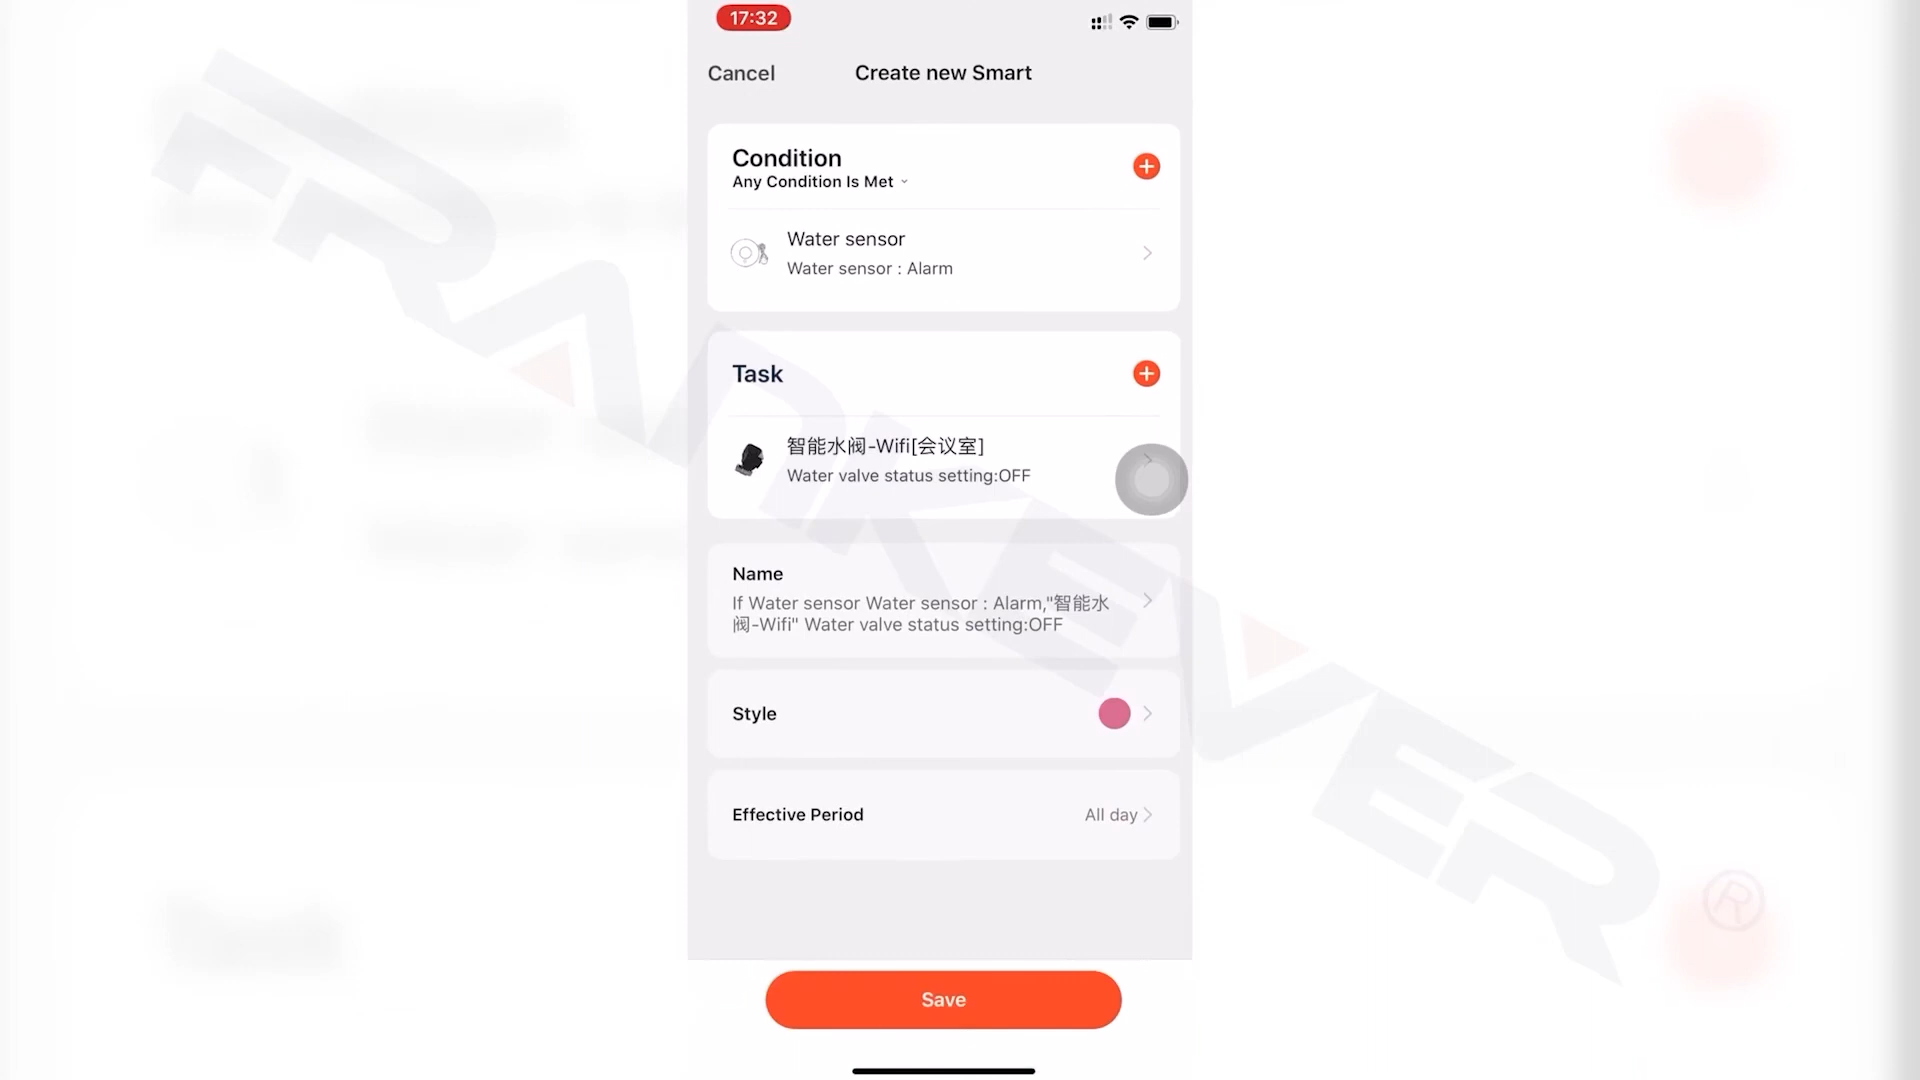 17:32
Cancel
Create new Smart
Condition
Any Condition Is Met
Water sensor
Water sensor : Alarm
Task
智能水阀-Wifi[会议室]
Water valve status setting:OFF
Name
If Water sensor Water sensor : Alarm,"智能水
阀-Wifi" Water valve status setting:OFF
Style
Effective Period
All day
Save
FRANKEVER®